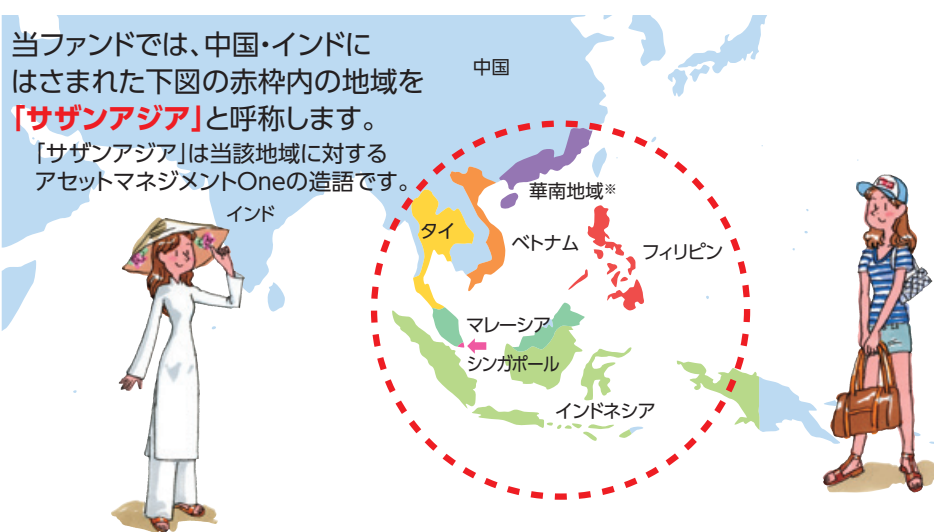 当ファンドでは、中国・インドに
はさまれた下図の赤枠内の地域を
「サザンアジア」と呼称します。
「サザンアジア」は当該地域に対する
アセットマネジメントOneの造語です。
中国
インド
華南地域※
タイ
ベトナム
フィリピン
マレーシア
シンガポール
インドネシア